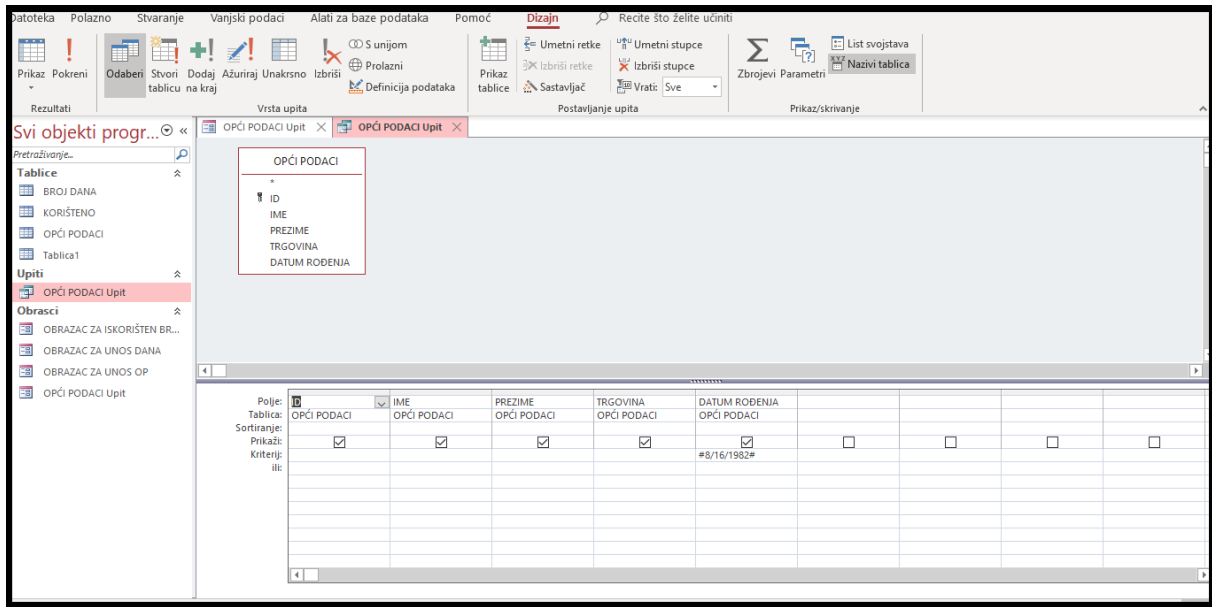 Datoteka Polazno Stvaranje Vanjski podaci Alati za baze podataka Pomoć Dizajn Recite što želite učiniti
Prikaz Pokreni
Rezultati
Odaberi Stvori tablicu Dodaj na kraj Ažuriraj Unakrsno Izbriši
S unijom
Prolazni
Definicija podataka
Vrsta upita
Prikaz tablice
Umetni retke
Izbriši retke
Sastavljač
Umetni stupce
Izbriši stupce
Vrati: Sve
Postavljanje upita
Zbrojevi Parametri
List svojstava
XYZ Nazivi tablica
Prikaz/skrivanje
Svi objekti progr... «
Pretraživanje...
Tablice
BROJ DANA
KORIŠTENO
OPĆI PODACI
Tablica1
Upiti
OPĆI PODACI Upit
Obrasci
OBRAZAC ZA ISKORIŠTEN BR...
OBRAZAC ZA UNOS DANA
OBRAZAC ZA UNOS OP
OPĆI PODACI Upit
OPĆI PODACI Upit OPĆI PODACI Upit
OPĆI PODACI
*
ID
IME
PREZIME
TRGOVINA
DATUM ROĐENJA
Polje: ID IME PREZIME TRGOVINA DATUM ROĐENJA
Tablica: OPĆI PODACI OPĆI PODACI OPĆI PODACI OPĆI PODACI OPĆI PODACI
Sortiranje:
Prikaži:
Kriterij: #8/16/1982#
ili: